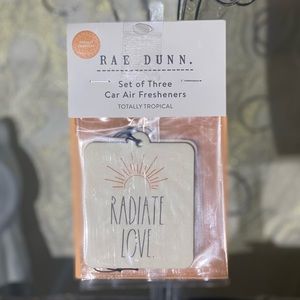 RAE DUNN.
Set of Three
Car Air Fresheners
TOTALLY TROPICAL
RADIATE
LOVE.